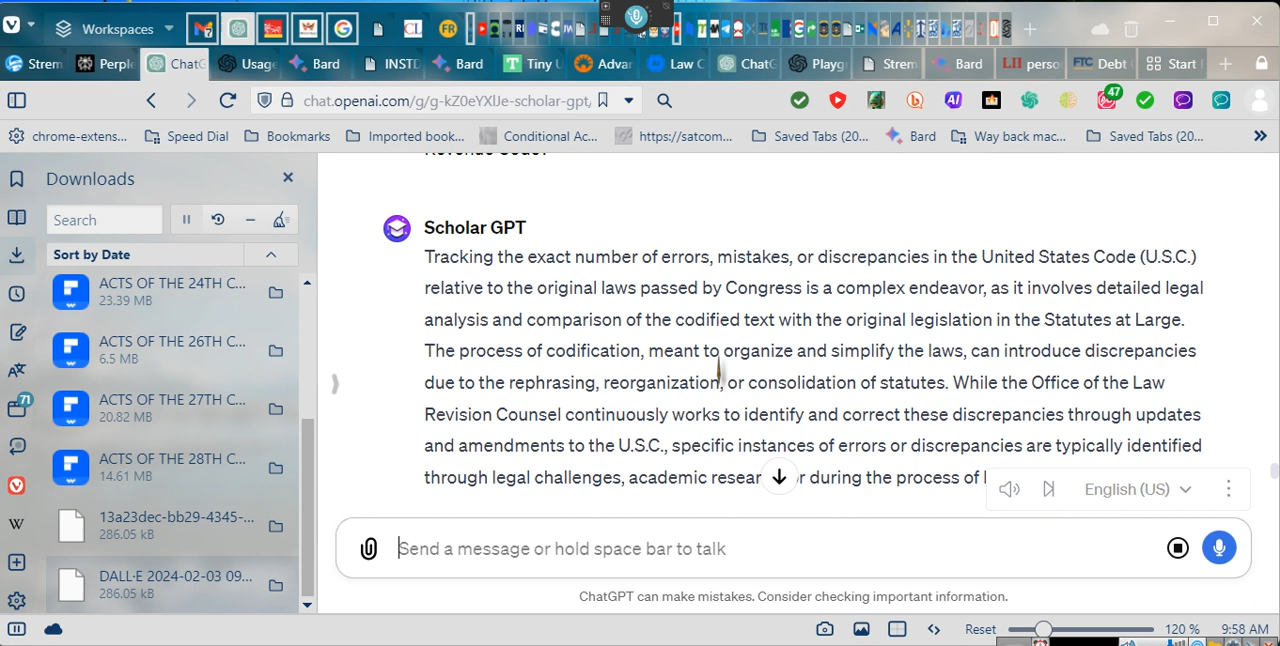 Workspaces
FR
CL
Strem
Perple
ChatG
Usage
Bard
INSTD
Bard
Tiny U
Advar
Law C
ChatG
Playg
Strem
Bard
LII perso
FTC Debt
Start
chat.openai.com/g/g-kZ0eYXlJe-scholar-gpt,
AI
47
chrome-extens...
Speed Dial
Bookmarks
Imported book...
Conditional Ac...
https://satcom...
Saved Tabs (20...
Bard
Way back mac...
Saved Tabs (20...
Downloads
Search
Sort by Date
ACTS OF THE 24TH C...
23.39 MB
ACTS OF THE 26TH C...
6.5 MB
ACTS OF THE 27TH C...
20.82 MB
ACTS OF THE 28TH C...
14.61 MB
13a23dec-bb29-4345-...
286.05 kB
DALL·E 2024-02-03 09...
286.05 kB
71
W
Scholar GPT
Tracking the exact number of errors, mistakes, or discrepancies in the United States Code (U.S.C.)
relative to the original laws passed by Congress is a complex endeavor, as it involves detailed legal
analysis and comparison of the codified text with the original legislation in the Statutes at Large.
The process of codification, meant to organize and simplify the laws, can introduce discrepancies
due to the rephrasing, reorganization, or consolidation of statutes. While the Office of the Law
Revision Counsel continuously works to identify and correct these discrepancies through updates
and amendments to the U.S.C., specific instances of errors or discrepancies are typically identified
through legal challenges, academic resear r during the process of
English (US)
Send a message or hold space bar to talk
ChatGPT can make mistakes. Consider checking important information.
Reset
120 %
9:58 AM